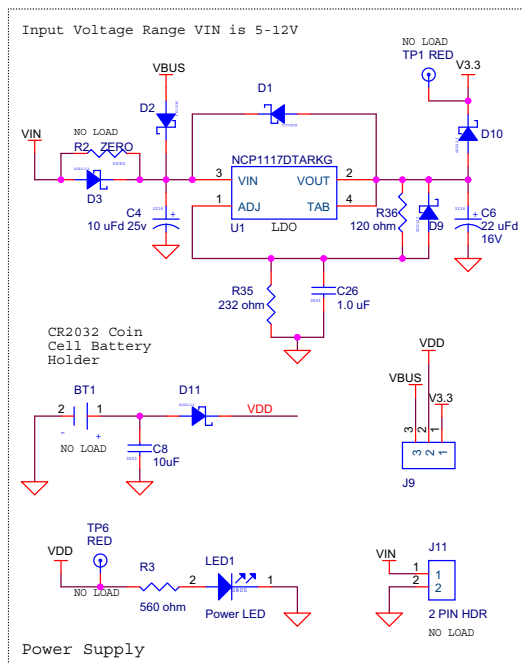 Input Voltage Range VIN is 5-12V
NO LOAD
TP1 RED
VBUS
V3.3
D1
D2
D10
VIN
NO LOAD
R2 ZERO
NCP1117DTARKG
3 VIN VOUT 2
D3
C4
10 uFd 25v
1 ADJ TAB 4
U1 LDO
R36
120 ohm
D9
C6
22 uFd
16V
3216
3216
R35
232 ohm
C26
1.0 uF
CR2032 Coin
Cell Battery
Holder
VDD
BT1
D11
VBUS
2 1
VDD
V3.3
- +
NO LOAD
C8
10uF
3 2 1
3 2 1
J9
TP6
RED
VDD
R3
LED1
2 1
NO LOAD
560 ohm
0805
Power LED
VIN
J11
1 1
2 2
2 PIN HDR
NO LOAD
Power Supply